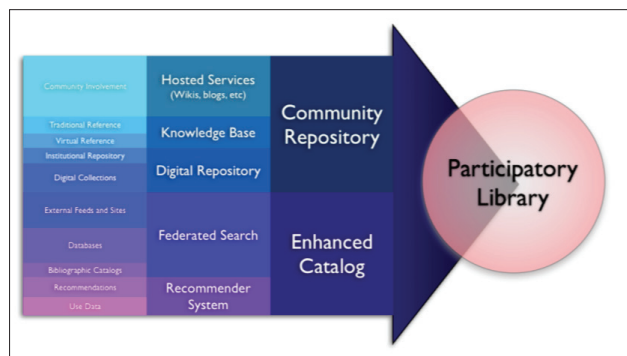 Community Involvement
Traditional Reference
Virtual Reference
Institutional Repository
Digital Collections
External Feeds and Sites
Databases
Bibliographic Catalogs
Recommendations
Use Data
Hosted Services
(Wikis, blogs, etc)
Knowledge Base
Digital Repository
Federated Search
Recommender
System
Community
Repository
Enhanced
Catalog
Participatory
Library